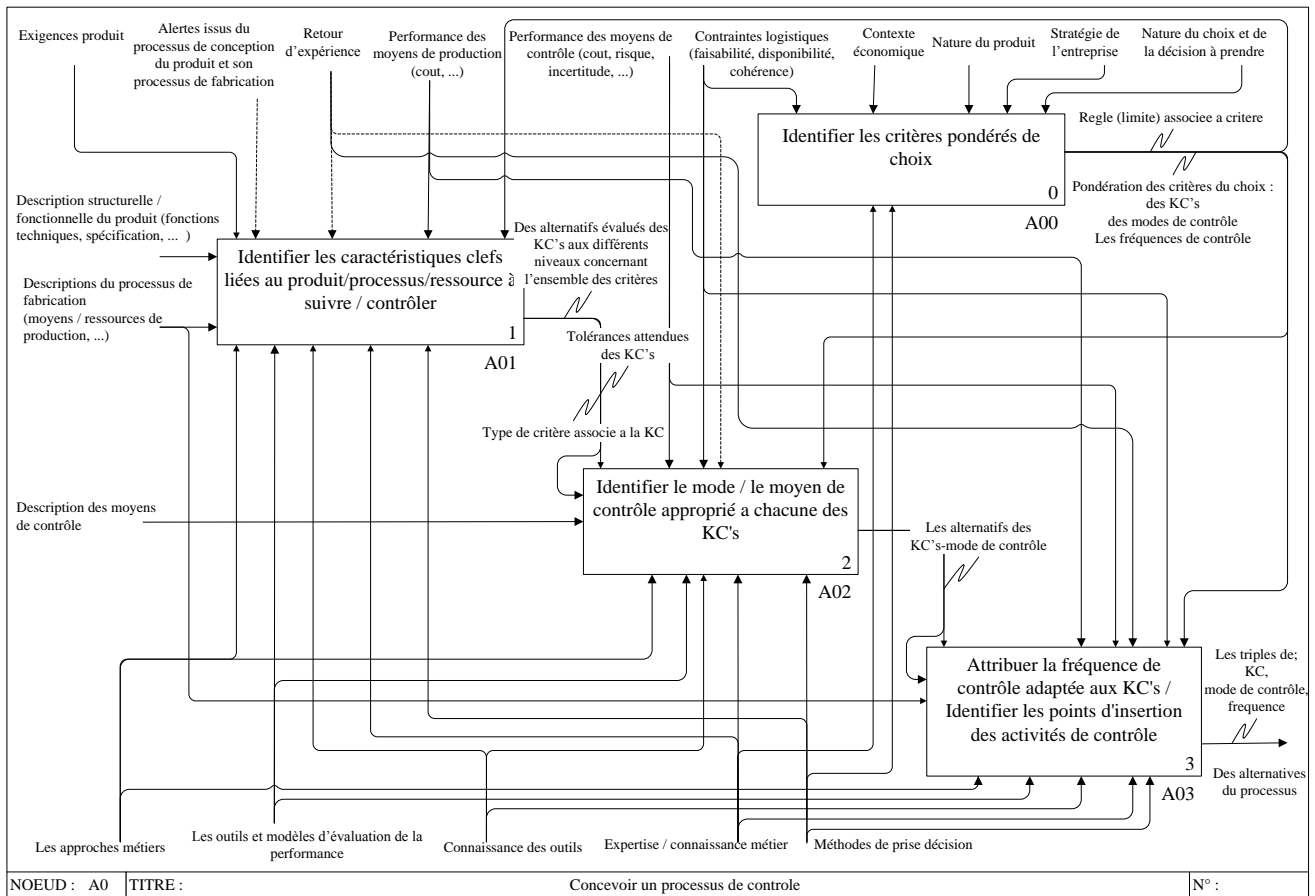 Exigences produit
Alertes issus du
processus de conception
du produit et son
processus de fabrication
Retour
d’expérience
Performance des
moyens de production
(cout, ...)
Performance des moyens de
contrôle (cout, risque,
incertitude, ...)
Contraintes logistiques
(faisabilité, disponibilité,
cohérence)
Contexte
économique
Nature du produit
Stratégie de
l’entreprise
Nature du choix et de
la décision à prendre
Identifier les critères pondérés de
choix
0
A00
Regle (limite) associee a critere
Pondération des critères du choix :
des KC’s
des modes de contrôle
Les fréquences de contrôle
Description structurelle /
fonctionnelle du produit (fonctions
techniques, spécification, ... )
Descriptions du processus de
fabrication
(moyens / ressources de
production, ...)
Identifier les caractéristiques clefs
liées au produit/processus/ressource à
suivre / contrôler
1
A01
Des alternatifs évalués des
KC’s aux différents
niveaux concernant
l’ensemble des critères
Tolérances attendues
des KC’s
Type de critère associe a la KC
Description des moyens
de contrôle
Identifier le mode / le moyen de
contrôle approprié a chacune des
KC's
2
A02
Les alternatifs des
KC’s-mode de contrôle
Attribuer la fréquence de
contrôle adaptée aux KC's /
Identifier les points d'insertion
des activités de contrôle
3
A03
Les triples de;
KC,
mode de contrôle,
frequence
Des alternatives
du processus
Les approches métiers
Les outils et modèles d’évaluation de la
performance
Connaissance des outils
Expertise / connaissance métier
Méthodes de prise décision
NOEUD : A0
TITRE :
Concevoir un processus de controle
N° :